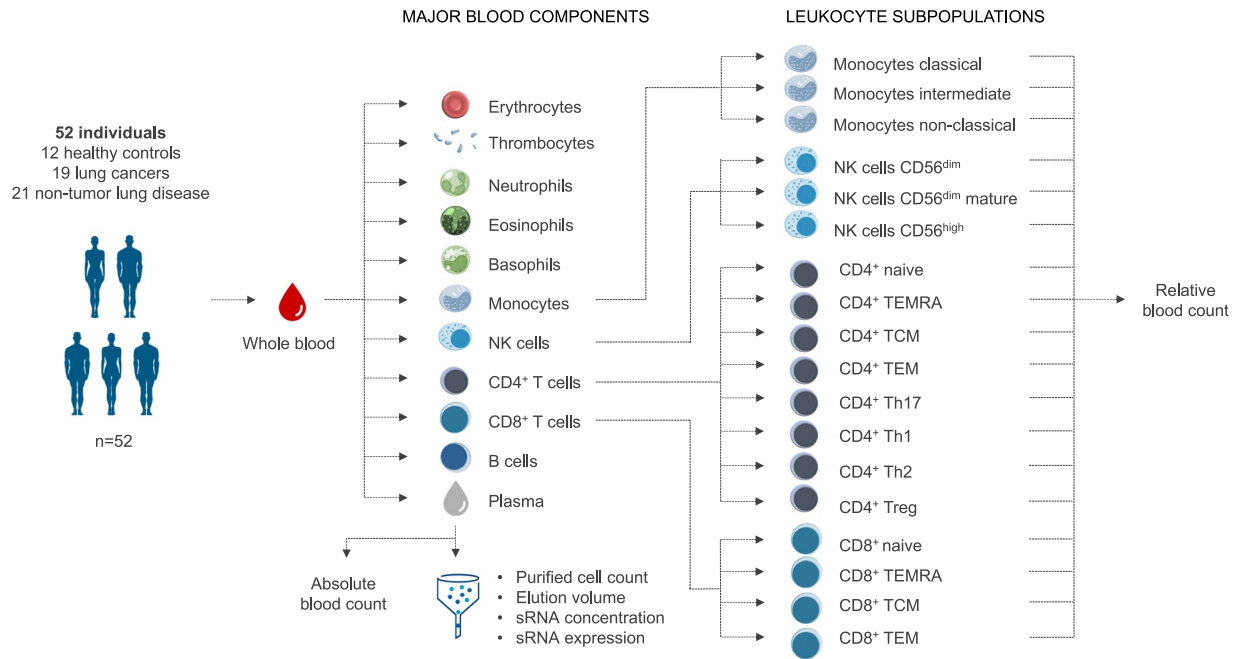 MAJOR BLOOD COMPONENTS
LEUKOCYTE SUBPOPULATIONS
52 individuals
12 healthy controls
19 lung cancers
21 non-tumor lung disease
n=52
Whole blood
Erythrocytes
Thrombocytes
Neutrophils
Eosinophils
Basophils
Monocytes
NK cells
CD4⁺ T cells
CD8⁺ T cells
B cells
Plasma
Absolute
blood count
• Purified cell count
• Elution volume
• sRNA concentration
• sRNA expression
Monocytes classical
Monocytes intermediate
Monocytes non-classical
NK cells CD56ᵈⁱᵐ
NK cells CD56ᵈⁱᵐ mature
NK cells CD56ʰⁱᵍʰ
CD4⁺ naive
CD4⁺ TEMRA
CD4⁺ TCM
CD4⁺ TEM
CD4⁺ Th17
CD4⁺ Th1
CD4⁺ Th2
CD4⁺ Treg
CD8⁺ naive
CD8⁺ TEMRA
CD8⁺ TCM
CD8⁺ TEM
Relative
blood count